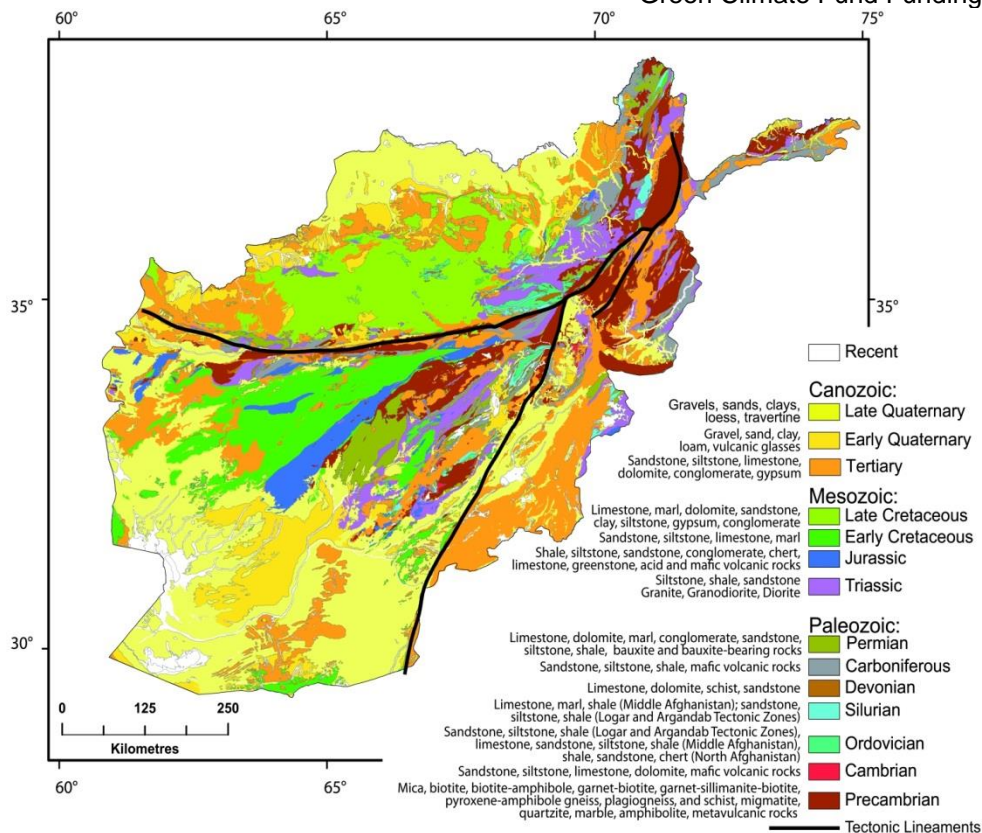 Green Climate Fund Funding
60° 65° 70° 75°
35° 35°
30°
60° 65°
0 125 250
Kilometres
Recent
Canozoic:
Gravels, sands, clays,
loess, travertine
Late Quaternary
Gravel, sand, clay,
loam, vulcanic glasses
Early Quaternary
Sandstone, siltstone, limestone,
dolomite, conglomerate, gypsum
Tertiary
Mesozoic:
Limestone, marl, dolomite, sandstone,
clay, siltstone, gypsum, conglomerate
Late Cretaceous
Sandstone, siltstone, limestone, marl
Early Cretaceous
Shale, siltstone, sandstone, conglomerate, chert,
limestone, greenstone, acid and mafic volcanic rocks
Jurassic
Siltstone, shale, sandstone
Granite, Granodiorite, Diorite
Triassic
Paleozoic:
Limestone, dolomite, marl, conglomerate, sandstone,
siltstone, shale, bauxite and bauxite-bearing rocks
Permian
Sandstone, siltstone, shale, mafic volcanic rocks
Carboniferous
Limestone, dolomite, schist, sandstone
Devonian
Limestone, marl, shale (Middle Afghanistan); sandstone,
siltstone, shale (Logar and Argandab Tectonic Zones)
Silurian
Sandstone, siltstone, shale (Logar and Argandab Tectonic Zones),
limestone, sandstone, siltstone, shale (Middle Afghanistan),
shale, sandstone, chert (North Afghanistan)
Ordovician
Sandstone, siltstone, limestone, dolomite, mafic volcanic rocks
Cambrian
Mica, biotite, biotite-amphibole, garnet-biotite, garnet-sillimanite-biotite,
pyroxene-amphibole gneiss, plagiogneiss, and schist, migmatite,
quartzite, marble, amphibolite, metavulcanic rocks
Precambrian
Tectonic Lineaments